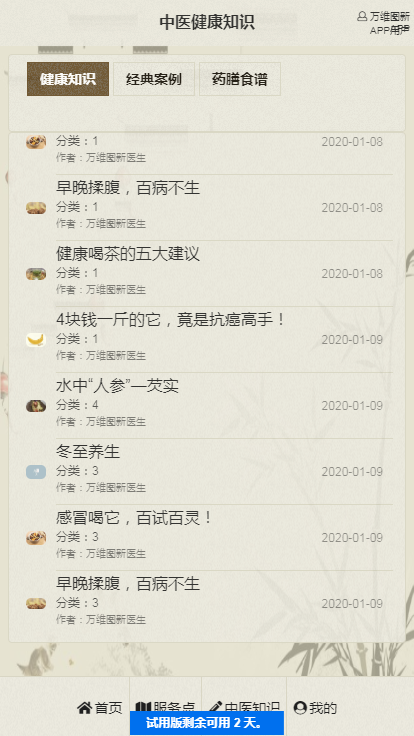 中医健康知识
万维图新
APP用户
健康知识
经典案例
药膳食谱
分类：1
2020-01-08
作者：万维图新医生
早晚揉腹，百病不生
分类：1
2020-01-08
作者：万维图新医生
健康喝茶的五大建议
分类：1
2020-01-08
作者：万维图新医生
4块钱一斤的它，竟是抗癌高手！
分类：1
2020-01-09
作者：万维图新医生
水中“人参”—芡实
分类：4
2020-01-09
作者：万维图新医生
冬至养生
分类：3
2020-01-09
作者：万维图新医生
感冒喝它，百试百灵！
分类：3
2020-01-09
作者：万维图新医生
早晚揉腹，百病不生
分类：3
2020-01-09
作者：万维图新医生
首页
服务点
中医知识
我的
试用版剩余可用 2 天。